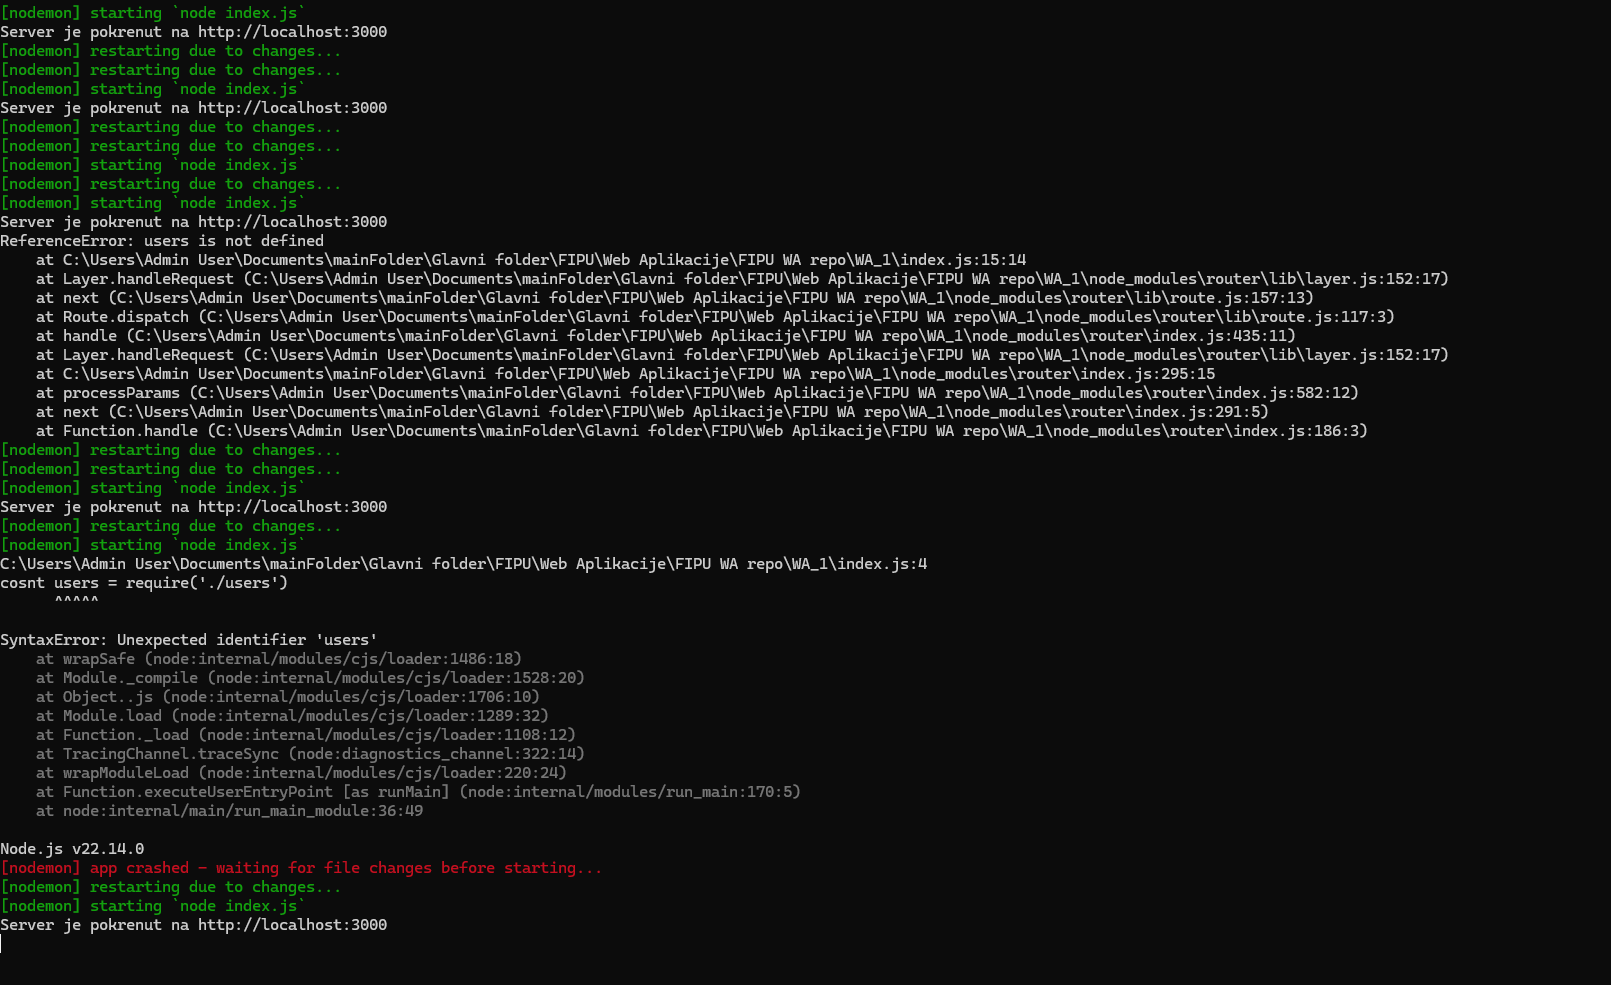 [nodemon] starting `node index.js`
Server je pokrenut na http://localhost:3000
[nodemon] restarting due to changes...
[nodemon] restarting due to changes...
[nodemon] starting `node index.js`
Server je pokrenut na http://localhost:3000
[nodemon] restarting due to changes...
[nodemon] restarting due to changes...
[nodemon] starting `node index.js`
[nodemon] restarting due to changes...
[nodemon] starting `node index.js`
Server je pokrenut na http://localhost:3000
ReferenceError: users is not defined
    at C:\Users\Admin User\Documents\mainFolder\Glavni folder\FIPU\Web Aplikacije\FIPU WA repo\WA_1\index.js:15:14
    at Layer.handleRequest (C:\Users\Admin User\Documents\mainFolder\Glavni folder\FIPU\Web Aplikacije\FIPU WA repo\WA_1\node_modules\router\lib\layer.js:152:17)
    at next (C:\Users\Admin User\Documents\mainFolder\Glavni folder\FIPU\Web Aplikacije\FIPU WA repo\WA_1\node_modules\router\lib\route.js:157:13)
    at Route.dispatch (C:\Users\Admin User\Documents\mainFolder\Glavni folder\FIPU\Web Aplikacije\FIPU WA repo\WA_1\node_modules\router\lib\route.js:117:3)
    at handle (C:\Users\Admin User\Documents\mainFolder\Glavni folder\FIPU\Web Aplikacije\FIPU WA repo\WA_1\node_modules\router\index.js:435:11)
    at Layer.handleRequest (C:\Users\Admin User\Documents\mainFolder\Glavni folder\FIPU\Web Aplikacije\FIPU WA repo\WA_1\node_modules\router\lib\layer.js:152:17)
    at C:\Users\Admin User\Documents\mainFolder\Glavni folder\FIPU\Web Aplikacije\FIPU WA repo\WA_1\node_modules\router\index.js:295:15
    at processParams (C:\Users\Admin User\Documents\mainFolder\Glavni folder\FIPU\Web Aplikacije\FIPU WA repo\WA_1\node_modules\router\index.js:582:12)
    at next (C:\Users\Admin User\Documents\mainFolder\Glavni folder\FIPU\Web Aplikacije\FIPU WA repo\WA_1\node_modules\router\index.js:291:5)
    at Function.handle (C:\Users\Admin User\Documents\mainFolder\Glavni folder\FIPU\Web Aplikacije\FIPU WA repo\WA_1\node_modules\router\index.js:186:3)
[nodemon] restarting due to changes...
[nodemon] restarting due to changes...
[nodemon] starting `node index.js`
Server je pokrenut na http://localhost:3000
[nodemon] restarting due to changes...
[nodemon] starting `node index.js`
C:\Users\Admin User\Documents\mainFolder\Glavni folder\FIPU\Web Aplikacije\FIPU WA repo\WA_1\index.js:4
cosnt users = require('./users')
      ^^^^^
SyntaxError: Unexpected identifier 'users'
    at wrapSafe (node:internal/modules/cjs/loader:1486:18)
    at Module._compile (node:internal/modules/cjs/loader:1528:20)
    at Object..js (node:internal/modules/cjs/loader:1706:10)
    at Module.load (node:internal/modules/cjs/loader:1289:32)
    at Function._load (node:internal/modules/cjs/loader:1108:12)
    at TracingChannel.traceSync (node:diagnostics_channel:322:14)
    at wrapModuleLoad (node:internal/modules/cjs/loader:220:24)
    at Function.executeUserEntryPoint [as runMain] (node:internal/modules/run_main:170:5)
    at node:internal/main/run_main_module:36:49
Node.js v22.14.0
[nodemon] app crashed - waiting for file changes before starting...
[nodemon] restarting due to changes...
[nodemon] starting `node index.js`
Server je pokrenut na http://localhost:3000